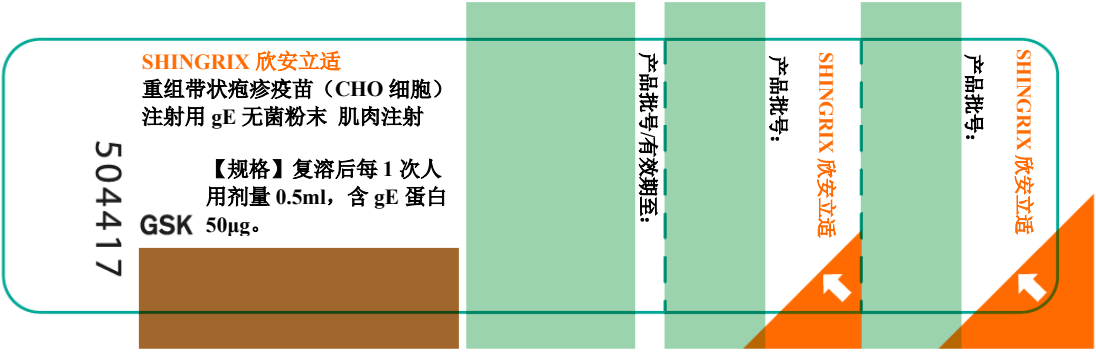 SHINGRIX 欣安立适
重组带状疱疹疫苗（CHO 细胞）
注射用 gE 无菌粉末 肌肉注射
【规格】复溶后每 1 次人
用剂量 0.5ml，含 gE 蛋白
50μg。
GSK
504417
产品批号/有效期至：
SHINGRIX 欣安立适
产品批号：
SHINGRIX 欣安立适
产品批号：